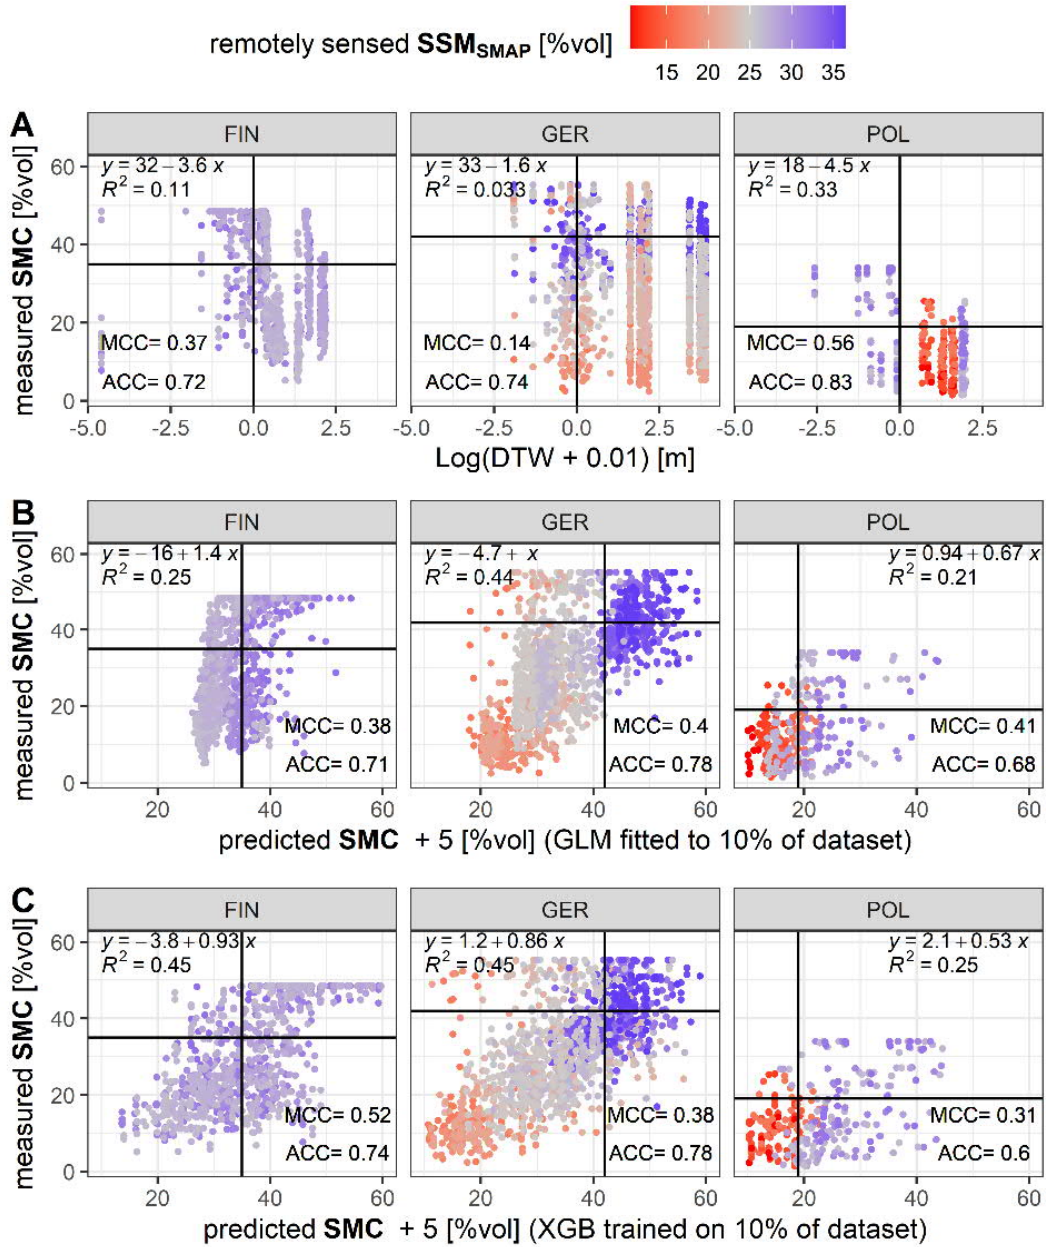 remotely sensed SSM_SMAP [%vol]
15 20 25 30 35
A
FIN GER POL
measured SMC [%vol]
60
40
20
0
y = 32 − 3.6 x
R² = 0.11
MCC= 0.37
ACC= 0.72
y = 33 − 1.6 x
R² = 0.033
MCC= 0.14
ACC= 0.74
y = 18 − 4.5 x
R² = 0.33
MCC= 0.56
ACC= 0.83
-5.0 -2.5 0.0 2.5 -5.0 -2.5 0.0 2.5 -5.0 -2.5 0.0 2.5
Log(DTW + 0.01) [m]
B
FIN GER POL
measured SMC [%vol]
60
40
20
0
y = − 16 + 1.4 x
R² = 0.25
MCC= 0.38
ACC= 0.71
y = − 4.7 + x
R² = 0.44
MCC= 0.4
ACC= 0.78
y = 0.94 + 0.67 x
R² = 0.21
MCC= 0.41
ACC= 0.68
20 40 60 20 40 60 20 40 60
predicted SMC + 5 [%vol] (GLM fitted to 10% of dataset)
C
FIN GER POL
measured SMC [%vol]
60
40
20
0
y = − 3.8 + 0.93 x
R² = 0.45
MCC= 0.52
ACC= 0.74
y = 1.2 + 0.86 x
R² = 0.45
MCC= 0.38
ACC= 0.78
y = 2.1 + 0.53 x
R² = 0.25
MCC= 0.31
ACC= 0.6
20 40 60 20 40 60 20 40 60
predicted SMC + 5 [%vol] (XGB trained on 10% of dataset)